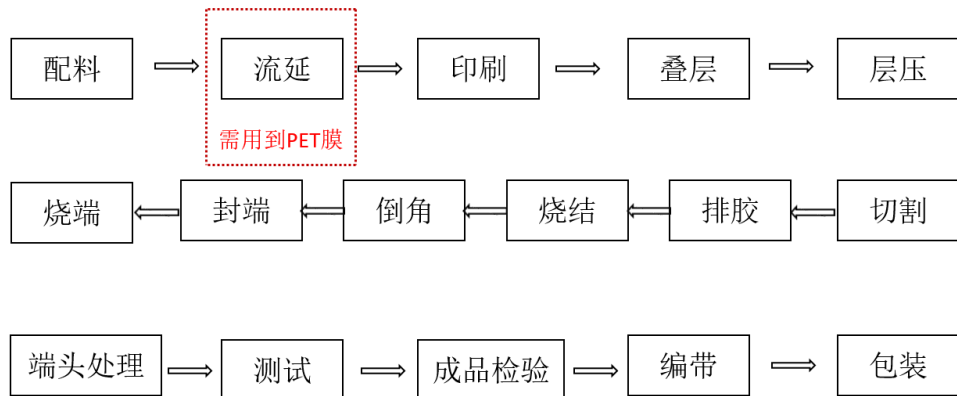 配料
流延
印刷
叠层
层压
需用到PET膜
烧端
封端
倒角
烧结
排胶
切割
端头处理
测试
成品检验
编带
包装